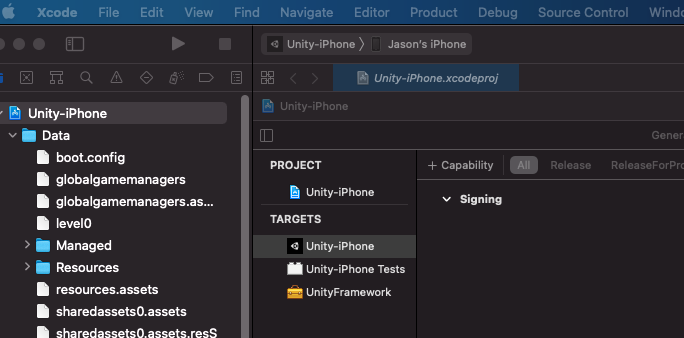 Xcode File Edit View Find Navigate Editor Product Debug Source Control
Unity-iPhone 〉 Jason's iPhone
Unity-iPhone.xcodeproj
Unity-iPhone
Unity-iPhone
Data
boot.config
globalgamemanagers
globalgamemanagers.as...
level0
Managed
Resources
resources.assets
sharedassets0.assets
sharedassets0.assets.resS
PROJECT
Unity-iPhone
TARGETS
Unity-iPhone
Unity-iPhone Tests
UnityFramework
+ Capability All Release ReleaseForPro
Signing